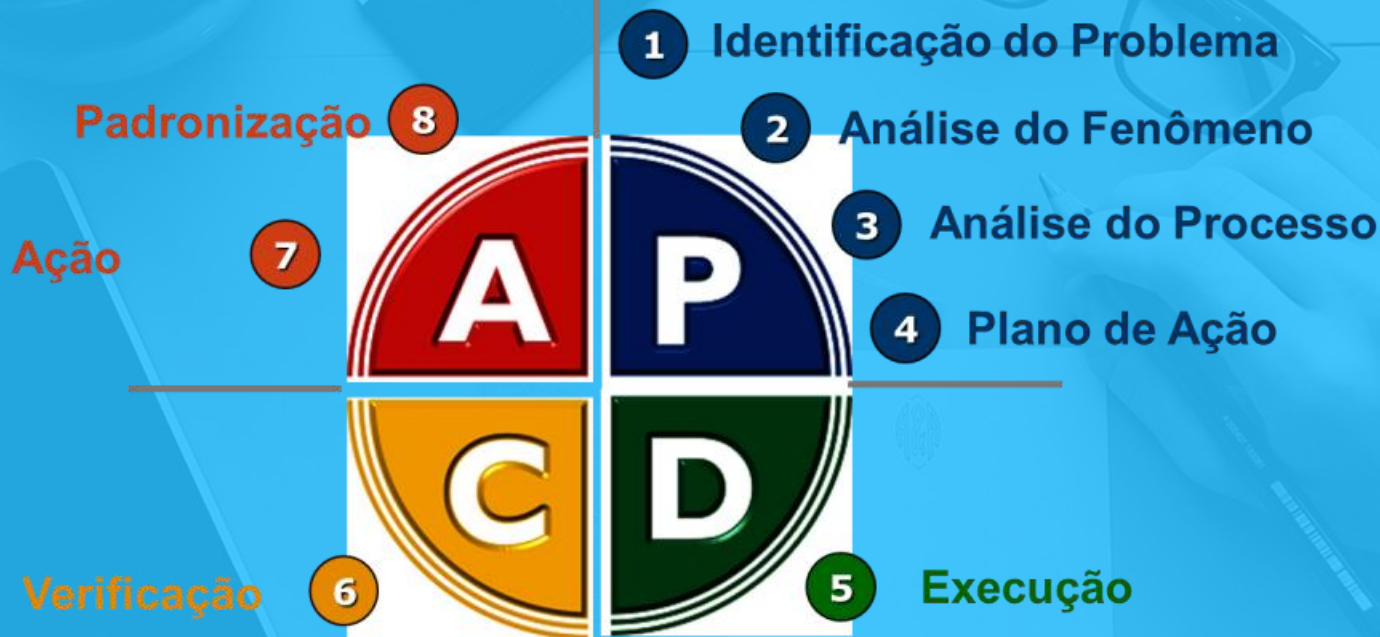 1 Identificação do Problema
2 Análise do Fenômeno
3 Análise do Processo
4 Plano de Ação
5 Execução
6 Verificação
7 Ação
8 Padronização
A P
C D